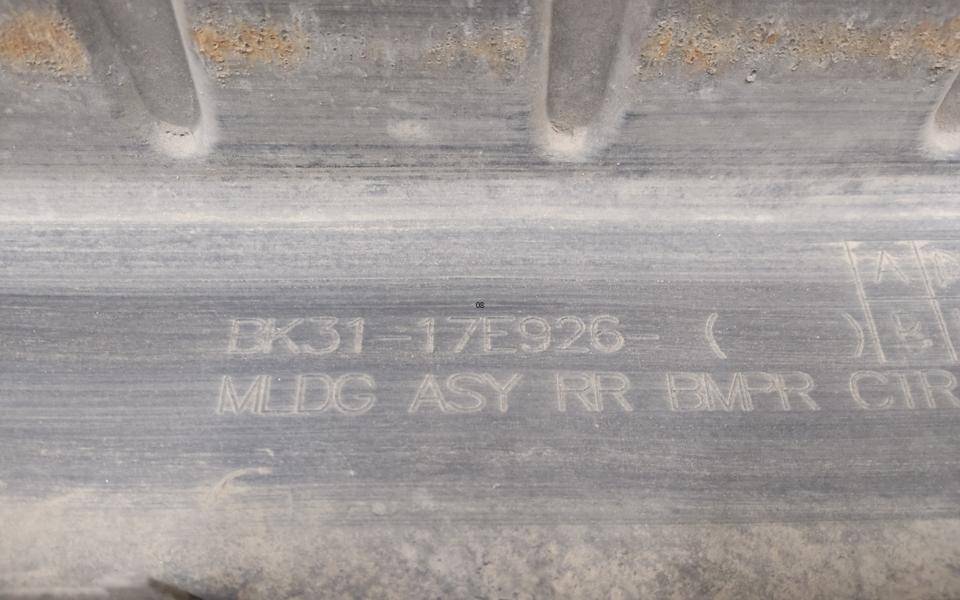 BK31-17E926- (      )
MLDG ASY RR BMPR CTR